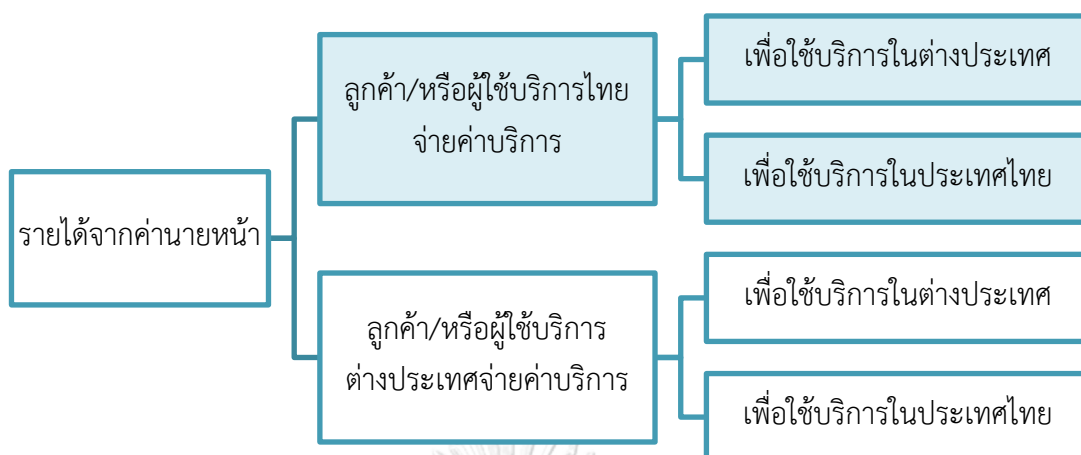 รายได้จากค่านายหน้า
ลูกค้า/หรือผู้ใช้บริการไทย
จ่ายค่าบริการ
เพื่อใช้บริการในต่างประเทศ
เพื่อใช้บริการในประเทศไทย
ลูกค้า/หรือผู้ใช้บริการ
ต่างประเทศจ่ายค่าบริการ
เพื่อใช้บริการในต่างประเทศ
เพื่อใช้บริการในประเทศไทย